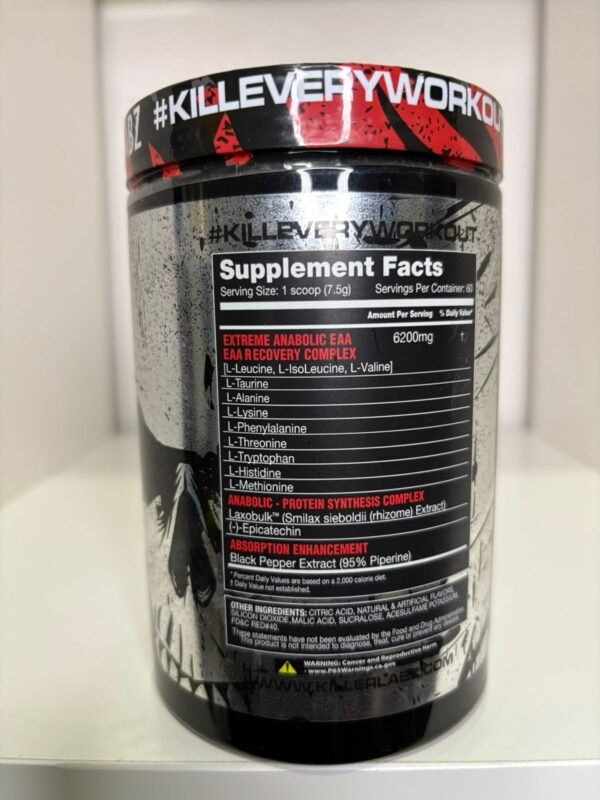 BZ #KILLEVERYWORKOU
#KILLEVERYWORKOUT
Supplement Facts
Serving Size: 1 scoop (7.5g) Servings Per Container: 60
Amount Per Serving % Daily Value*
EXTREME ANABOLIC EAA 6200mg †
EAA RECOVERY COMPLEX
[L-Leucine, L-IsoLeucine, L-Valine]
L-Taurine
L-Alanine
L-Lysine
L-Phenylalanine
L-Threonine
L-Tryptophan
L-Histidine
L-Methionine
ANABOLIC - PROTEIN SYNTHESIS COMPLEX
Laxobulk™ (Smilax sieboldii (rhizome) Extract)
(-)-Epicatechin
ABSORPTION ENHANCEMENT
Black Pepper Extract (95% Piperine)
* Percent Daily Values are based on a 2,000 calorie diet.
† Daily Value not established.
OTHER INGREDIENTS: CITRIC ACID, NATURAL & ARTIFICIAL FLAVORS,
SILICON DIOXIDE, MALIC ACID, SUCRALOSE, ACESULFAME POTASSIUM,
FD&C RED#40.
These statements have not been evaluated by the Food and Drug Administration.
This product is not intended to diagnose, treat, cure or prevent any disease.
WARNING: Cancer and Reproductive Harm
www.P65Warnings.ca.gov
WWW.KILLERLABZ.COM